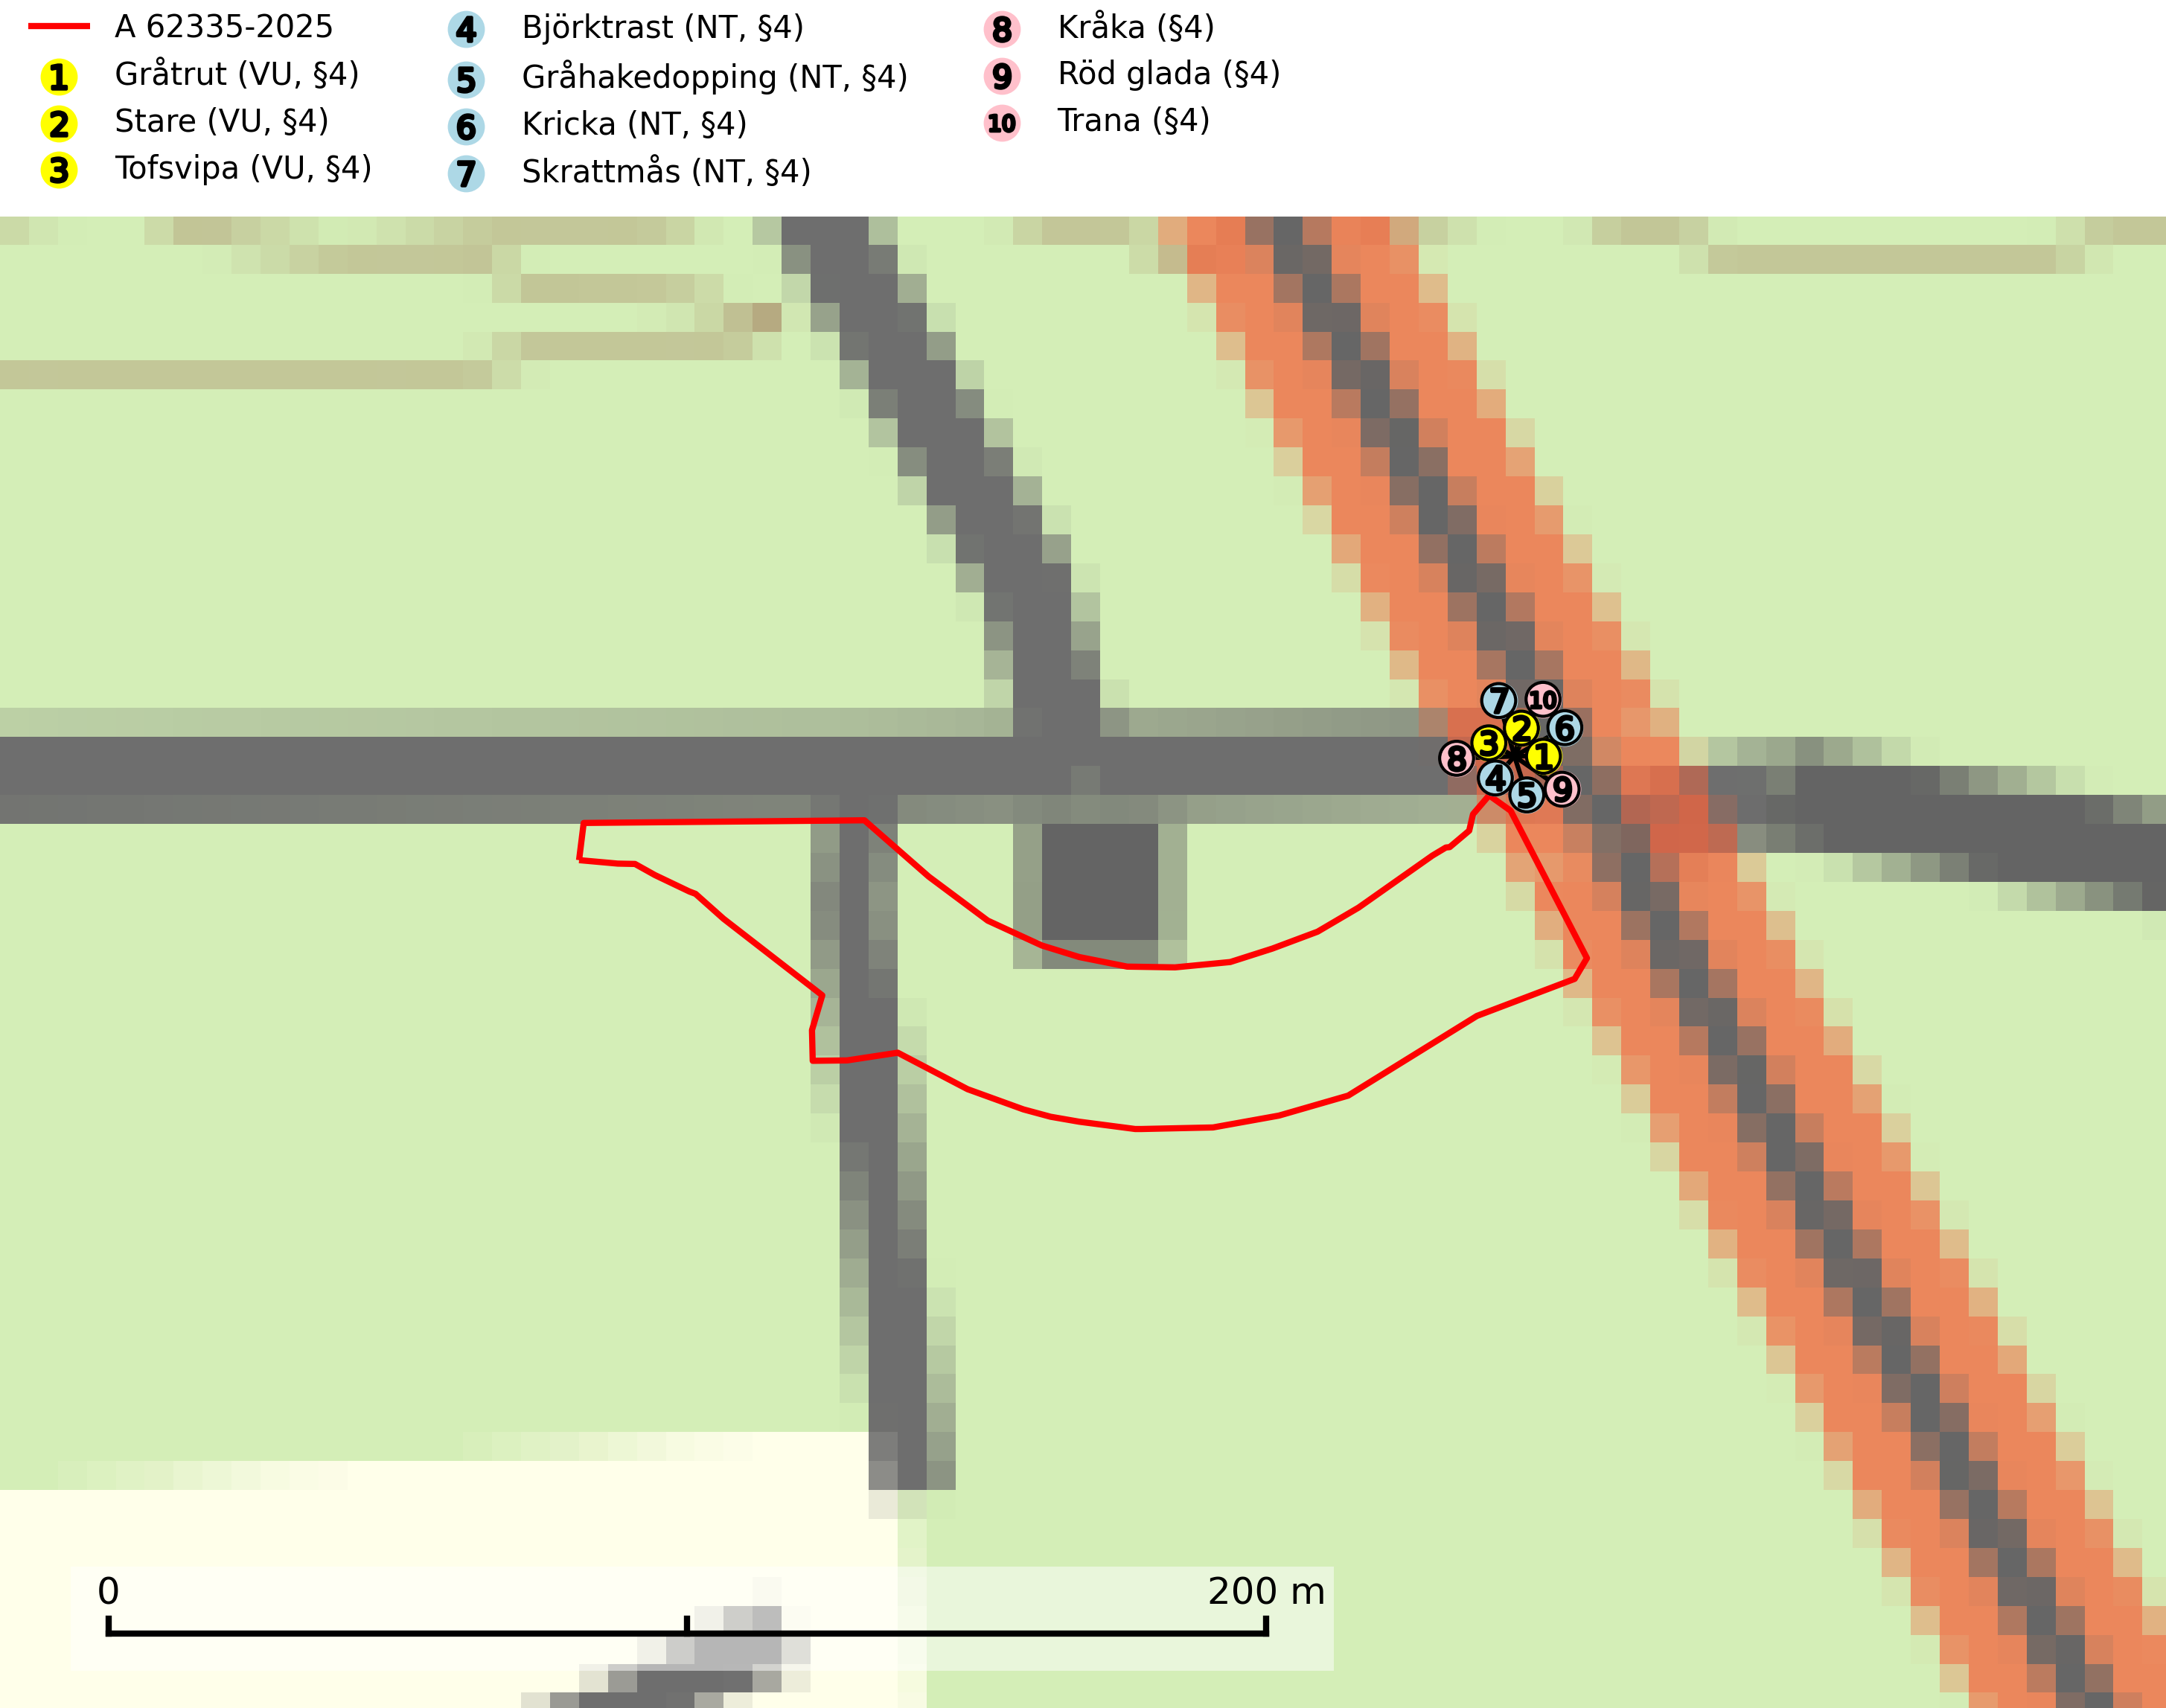 A 62335-2025
1 Gråtrut (VU, §4)
2 Stare (VU, §4)
3 Tofsvipa (VU, §4)
4 Björktrast (NT, §4)
5 Gråhakedopping (NT, §4)
6 Kricka (NT, §4)
7 Skrattmås (NT, §4)
8 Kråka (§4)
9 Röd glada (§4)
10 Trana (§4)
7 10
2 6
3 1
8
4 9
5
0 200 m